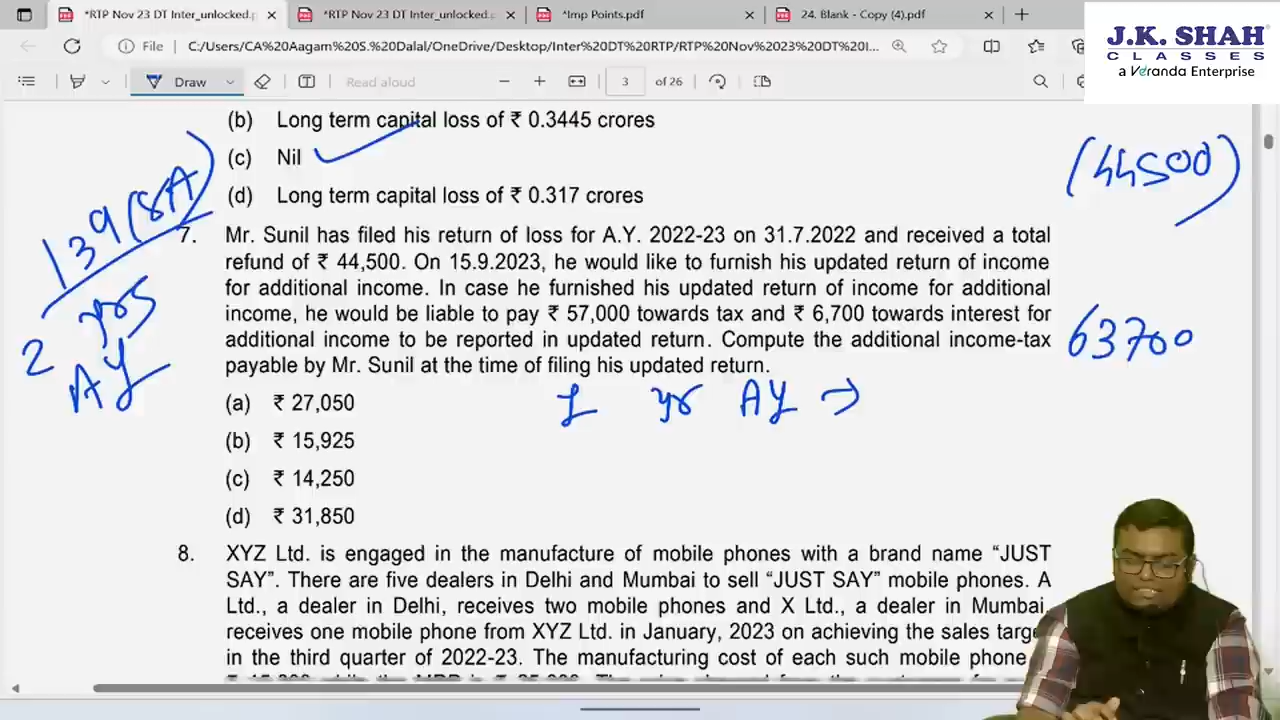 *RTP Nov 23 DT Inter_unlocked.p
*RTP Nov 23 DT Inter_unlocked.p
*Imp Points.pdf
24. Blank - Copy (4).pdf
File
C:/Users/CA%20Aagam%20S.%20Dalal/OneDrive/Desktop/Inter%20DT%20RTP/RTP%20Nov%2023%20DT%20I...
J.K. SHAH
CLASSES
a Veranda Enterprise
Draw
Read aloud
3
of 26
(b) Long term capital loss of ₹ 0.3445 crores
(c) Nil
(d) Long term capital loss of ₹ 0.317 crores
(44500)
139(8A)
2 yrs
AY
7. Mr. Sunil has filed his return of loss for A.Y. 2022-23 on 31.7.2022 and received a total
refund of ₹ 44,500. On 15.9.2023, he would like to furnish his updated return of income
for additional income. In case he furnished his updated return of income for additional
income, he would be liable to pay ₹ 57,000 towards tax and ₹ 6,700 towards interest for
additional income to be reported in updated return. Compute the additional income-tax
payable by Mr. Sunil at the time of filing his updated return.
63700
(a) ₹ 27,050
yr AY →
(b) ₹ 15,925
(c) ₹ 14,250
(d) ₹ 31,850
8. XYZ Ltd. is engaged in the manufacture of mobile phones with a brand name “JUST
SAY”. There are five dealers in Delhi and Mumbai to sell “JUST SAY” mobile phones. A
Ltd., a dealer in Delhi, receives two mobile phones and X Ltd., a dealer in Mumbai,
receives one mobile phone from XYZ Ltd. in January, 2023 on achieving the sales targe
in the third quarter of 2022-23. The manufacturing cost of each such mobile phone